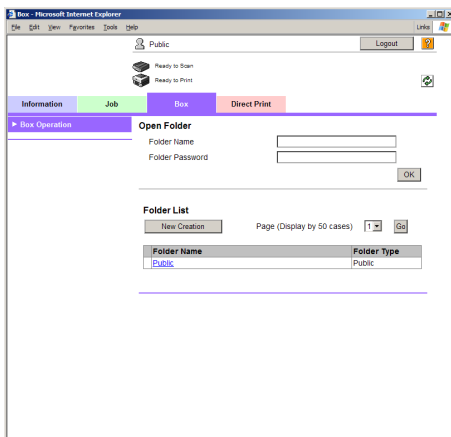 Box - Microsoft Internet Explorer
File Edit View Favorites Tools Help Links
Public Logout ?
Ready to Scan
Ready to Print
Information Job Box Direct Print
Box Operation
Open Folder
Folder Name
Folder Password
OK
Folder List
New Creation Page (Display by 50 cases) 1 Go
Folder Name Folder Type
Public Public